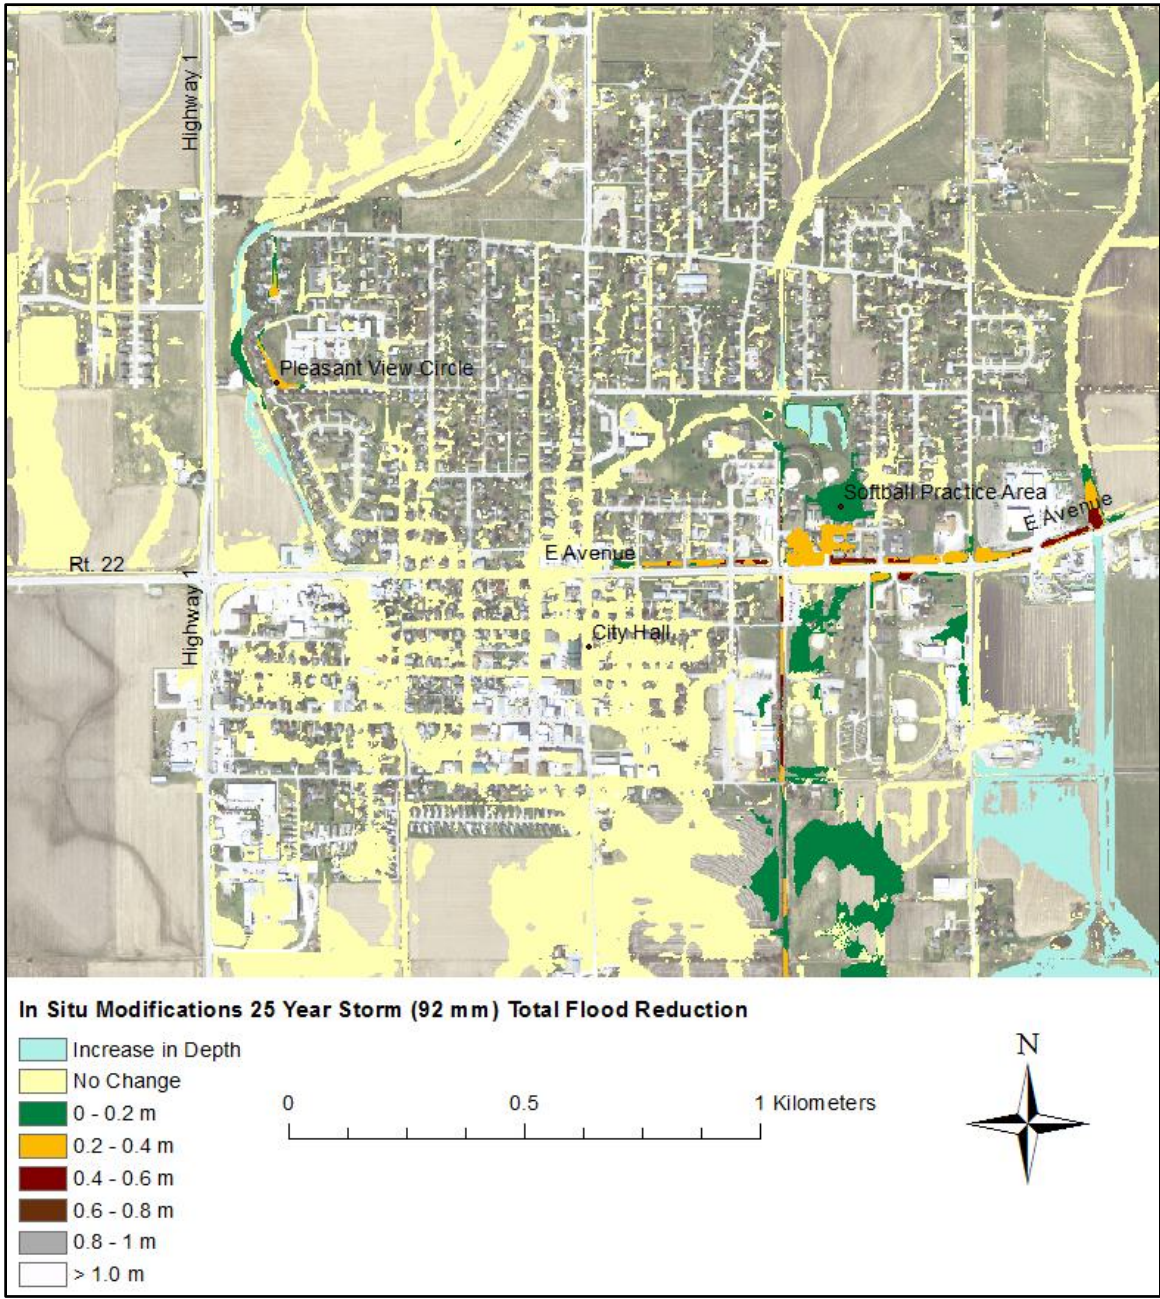 Highway 1
Pleasant View Circle
Softball Practice Area
E Avenue
E Avenue
Rt. 22
Highway 1
City Hall
In Situ Modifications 25 Year Storm (92 mm) Total Flood Reduction
Increase in Depth
No Change
0 - 0.2 m
0.2 - 0.4 m
0.4 - 0.6 m
0.6 - 0.8 m
0.8 - 1 m
> 1.0 m
0 0.5 1 Kilometers
N